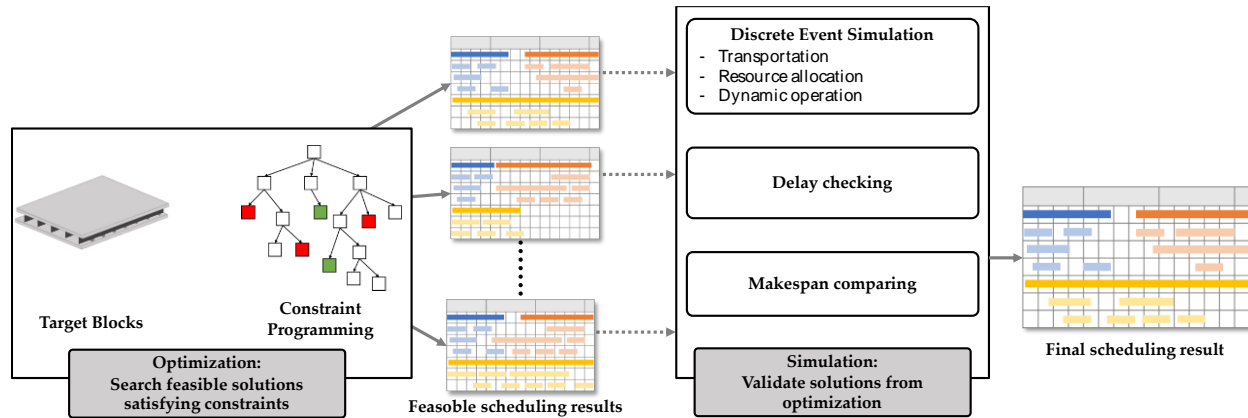 Target Blocks
Constraint
Programming
Optimization:
Search feasible solutions
satisfying constraints
Feasible scheduling results
Discrete Event Simulation
- Transportation
- Resource allocation
- Dynamic operation
Delay checking
Makespan comparing
Simulation:
Validate solutions from
optimization
Final scheduling result